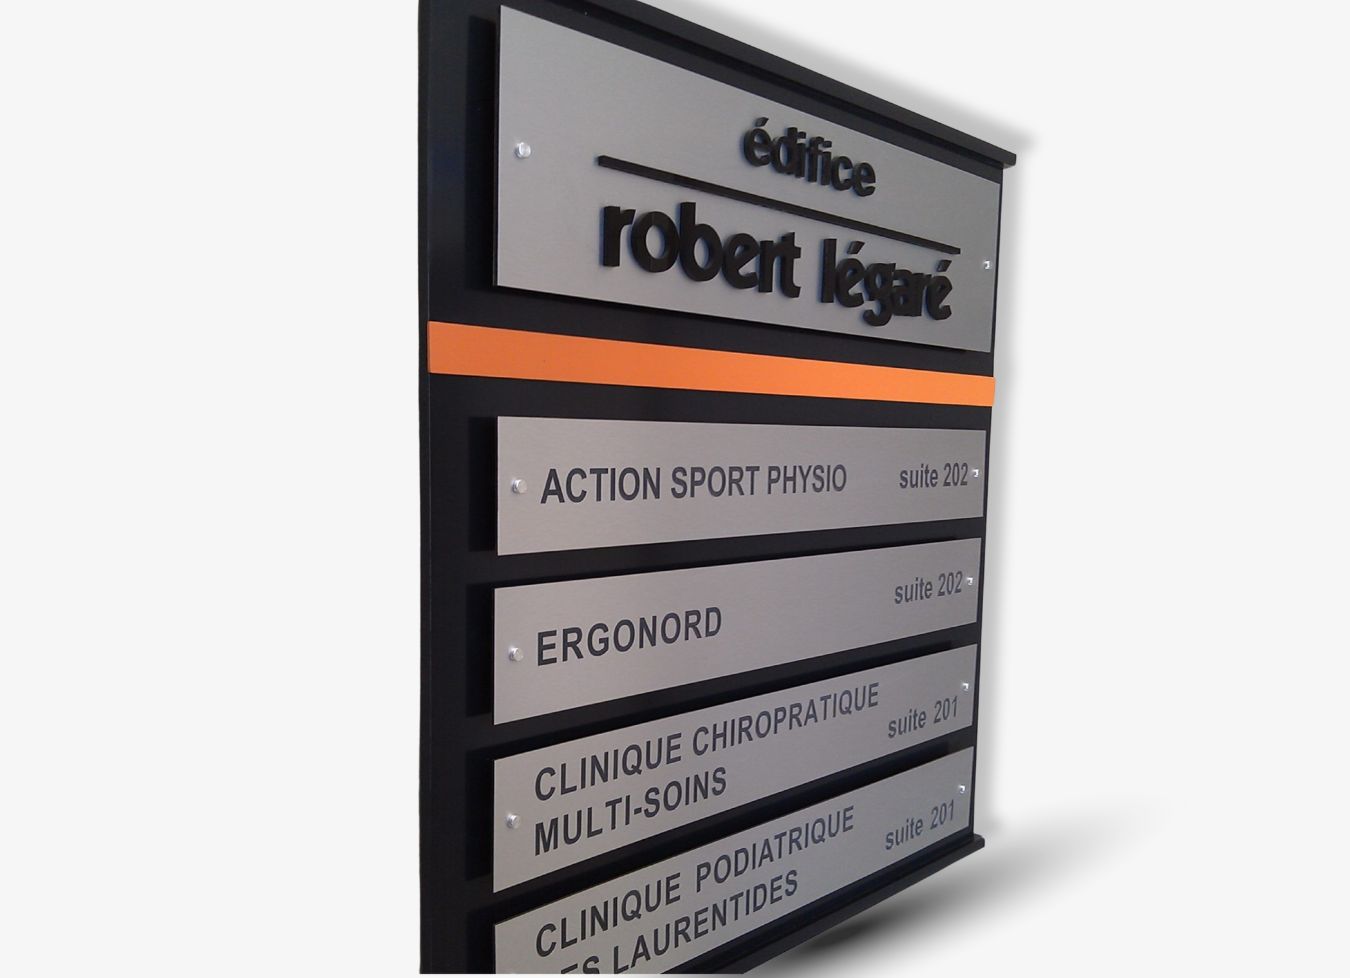 édifice
robert légaré
ACTION SPORT PHYSIO suite 202
ERGONORD suite 202
CLINIQUE CHIROPRATIQUE
MULTI-SOINS suite 201
CLINIQUE PODIATRIQUE
LAURENTIDES suite 201